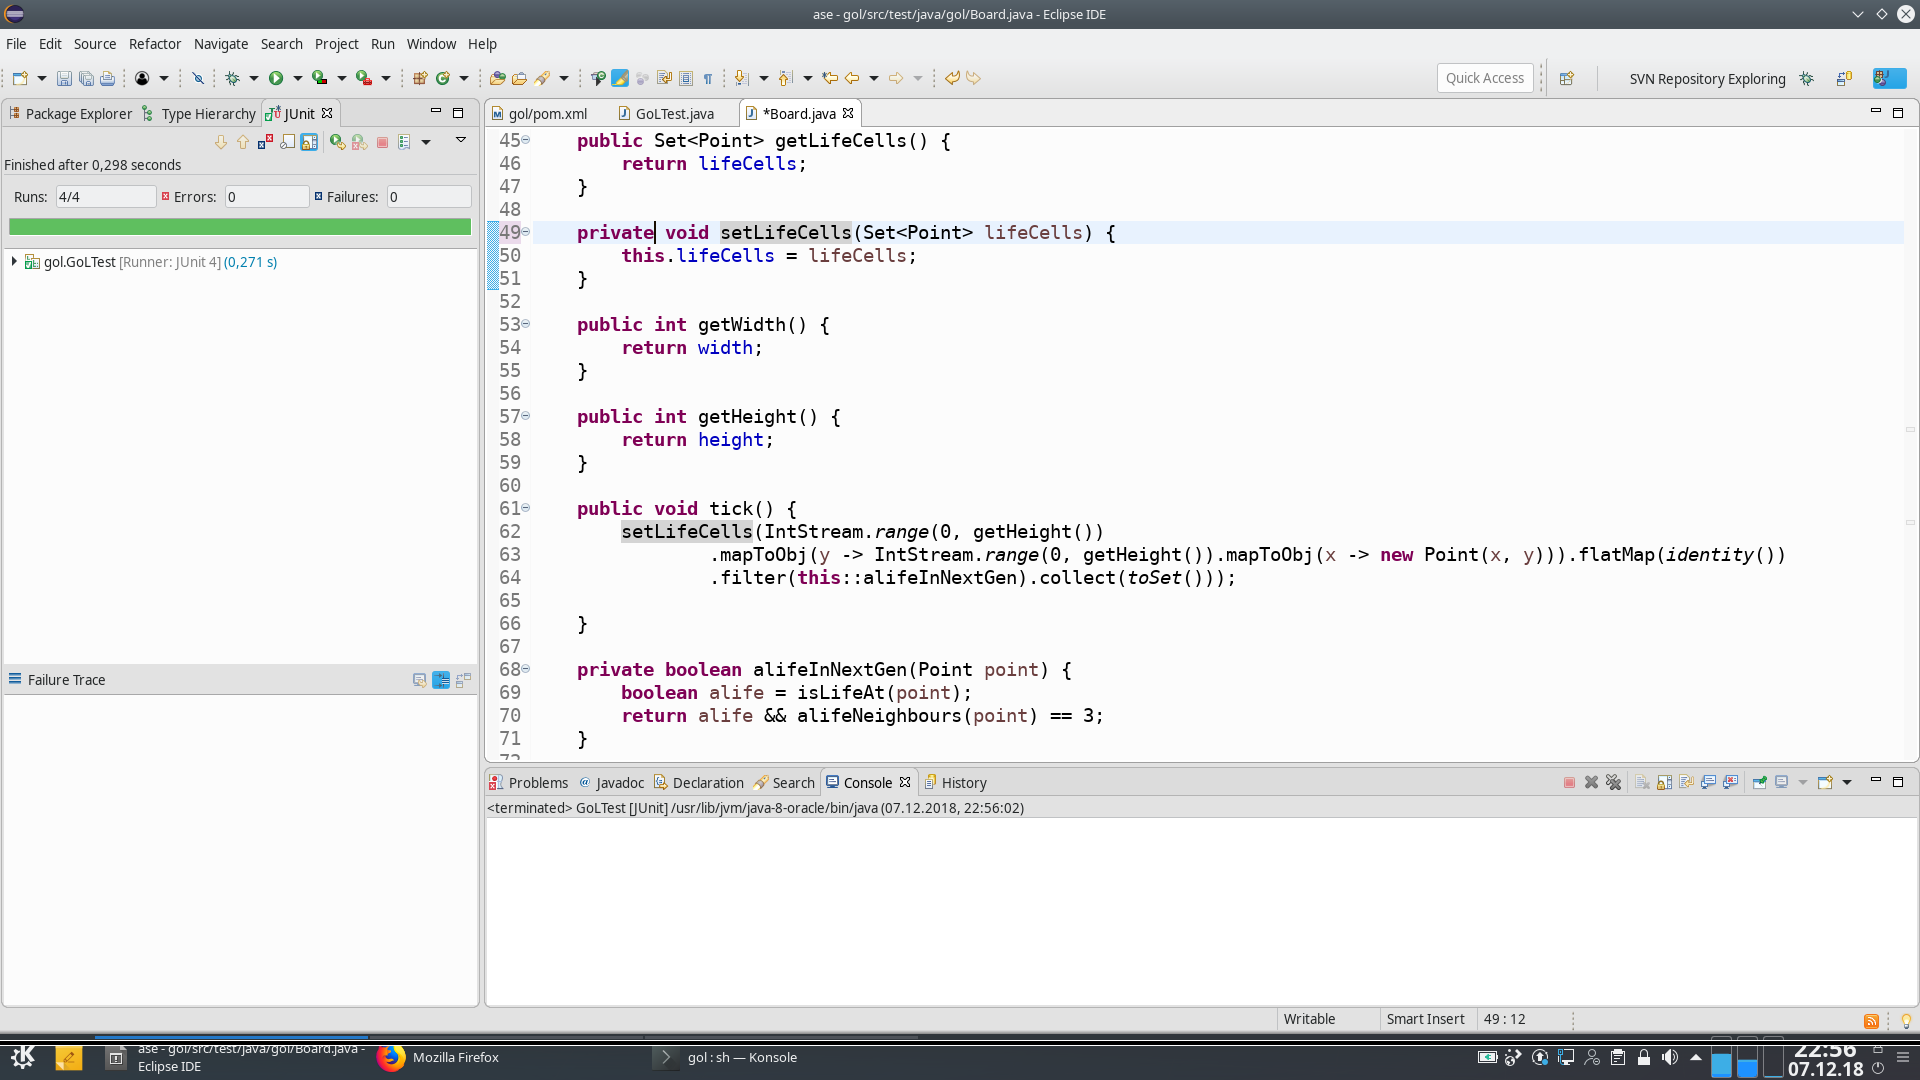 ase - gol/src/test/java/gol/Board.java - Eclipse IDE
File Edit Source Refactor Navigate Search Project Run Window Help
Quick Access
SVN Repository Exploring
Package Explorer Type Hierarchy JUnit
gol/pom.xml GoLTest.java *Board.java
Finished after 0,298 seconds
Runs: 4/4 Errors: 0 Failures: 0
gol.GoLTest [Runner: JUnit 4] (0,271 s)
Failure Trace
45 public Set<Point> getLifeCells() {
46 return lifeCells;
47 }
48
49 private void setLifeCells(Set<Point> lifeCells) {
50 this.lifeCells = lifeCells;
51 }
52
53 public int getWidth() {
54 return width;
55 }
56
57 public int getHeight() {
58 return height;
59 }
60
61 public void tick() {
62 setLifeCells(IntStream.range(0, getHeight())
63 .mapToObj(y -> IntStream.range(0, getHeight()).mapToObj(x -> new Point(x, y))).flatMap(identity())
64 .filter(this::alifeInNextGen).collect(toSet()));
65
66 }
67
68 private boolean alifeInNextGen(Point point) {
69 boolean alife = isLifeAt(point);
70 return alife && alifeNeighbours(point) == 3;
71 }
Problems Javadoc Declaration Search Console History
<terminated> GoLTest [JUnit] /usr/lib/jvm/java-8-oracle/bin/java (07.12.2018, 22:56:02)
Writable Smart Insert 49 : 12
ase - gol/src/test/java/gol/Board.java -
Eclipse IDE
Mozilla Firefox
gol : sh — Konsole
22:56
07.12.18